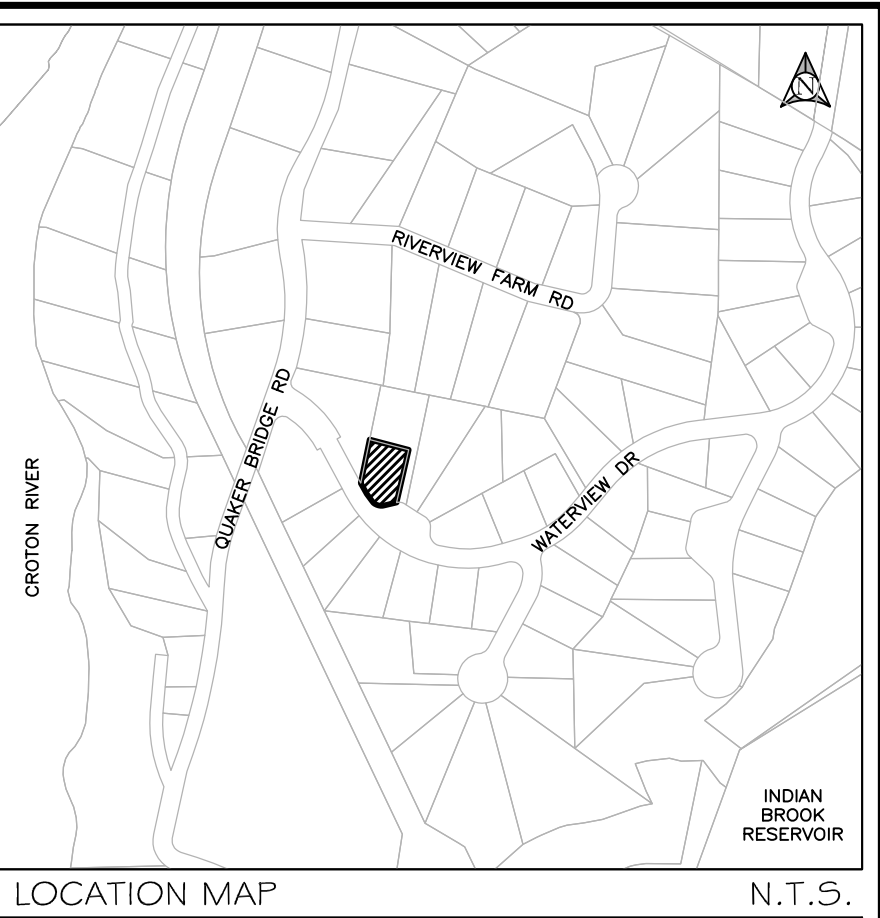 N
RIVERVIEW FARM RD
QUAKER BRIDGE RD
CROTON RIVER
WATERVIEW DR
INDIAN
BROOK
RESERVOIR
LOCATION MAP
N.T.S.